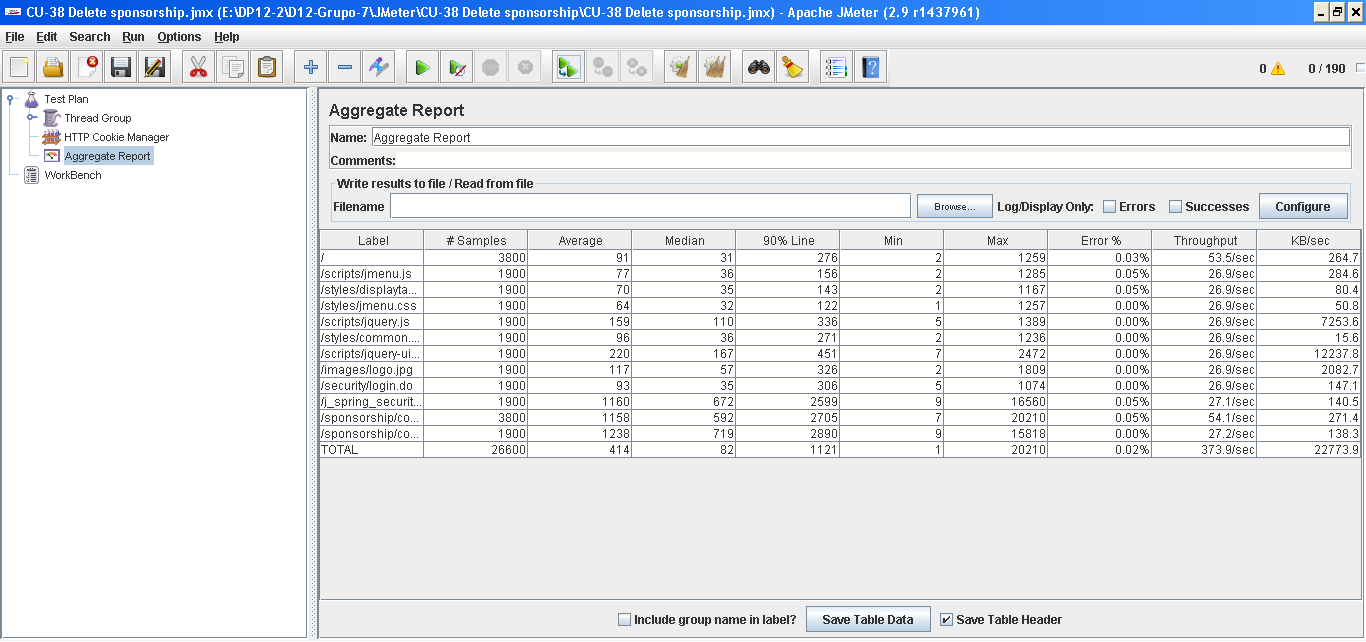 CU-38 Delete sponsorship.jmx (E:\DP12-2\D12-Grupo-7\JMeter\CU-38 Delete sponsorship\CU-38 Delete sponsorship.jmx) - Apache JMeter (2.9 r1437961)
File Edit Search Run Options Help
0 0 / 190
Test Plan
Thread Group
HTTP Cookie Manager
Aggregate Report
WorkBench
Aggregate Report
Name: Aggregate Report
Comments:
Write results to file / Read from file
Filename Browse... Log/Display Only: Errors Successes Configure
Label # Samples Average Median 90% Line Min Max Error % Throughput KB/sec
/ 3800 91 31 276 2 1259 0.03% 53.5/sec 264.7
/scripts/jmenu.js 1900 77 36 156 2 1285 0.05% 26.9/sec 284.6
/styles/displayta... 1900 70 35 143 2 1167 0.05% 26.9/sec 80.4
/styles/jmenu.css 1900 64 32 122 1 1257 0.00% 26.9/sec 50.8
/scripts/jquery.js 1900 159 110 336 5 1389 0.00% 26.9/sec 7253.6
/styles/common.... 1900 96 36 271 2 1236 0.00% 26.9/sec 15.6
/scripts/jquery-ui... 1900 220 167 451 7 2472 0.00% 26.9/sec 12237.8
/images/logo.jpg 1900 117 57 326 2 1809 0.00% 26.9/sec 2082.7
/security/login.do 1900 93 35 306 5 1074 0.00% 26.9/sec 147.1
/j_spring_securit... 1900 1160 672 2599 9 16560 0.05% 27.1/sec 140.5
/sponsorship/co... 3800 1158 592 2705 7 20210 0.05% 54.1/sec 271.4
/sponsorship/co... 1900 1238 719 2890 9 15818 0.00% 27.2/sec 138.3
TOTAL 26600 414 82 1121 1 20210 0.02% 373.9/sec 22773.9
Include group name in label? Save Table Data Save Table Header